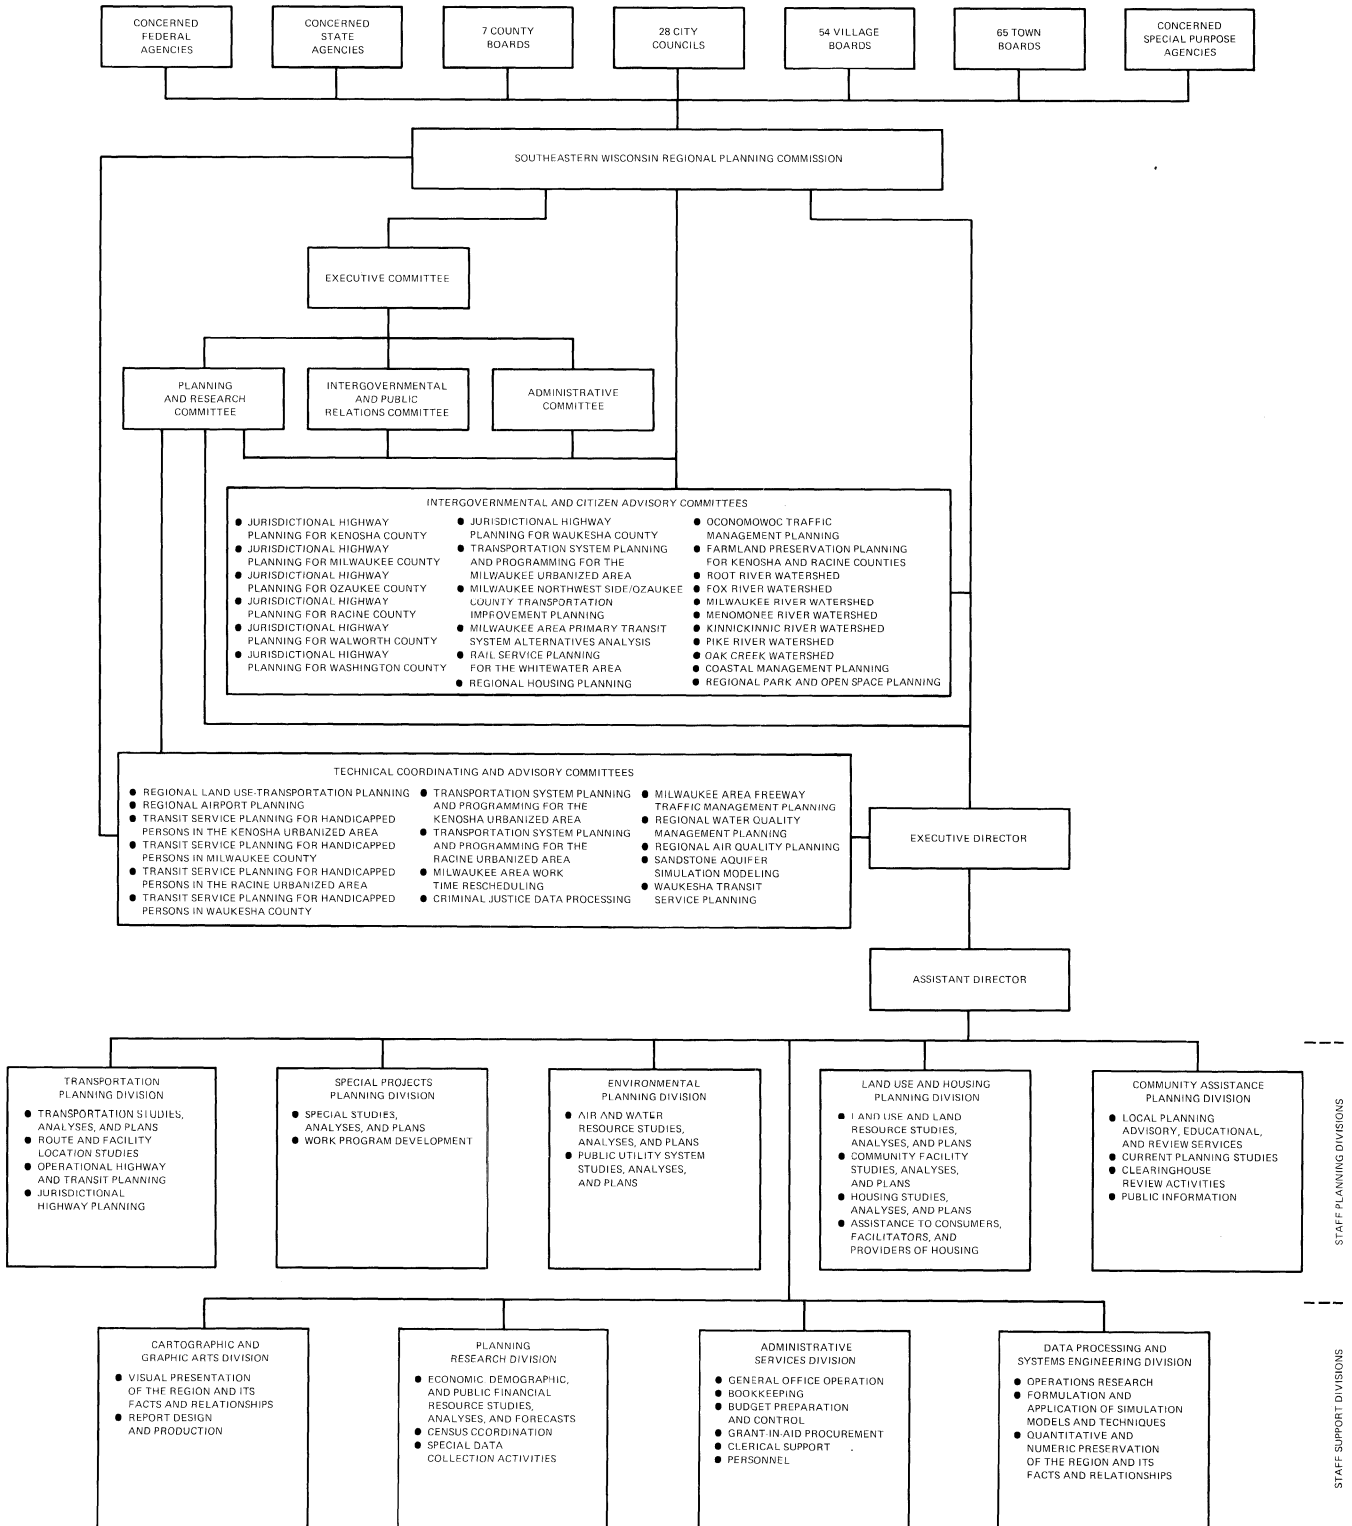 CONCERNED
FEDERAL
AGENCIES
CONCERNED
STATE
AGENCIES
7 COUNTY
BOARDS
28 CITY
COUNCILS
54 VILLAGE
BOARDS
65 TOWN
BOARDS
CONCERNED
SPECIAL PURPOSE
AGENCIES
SOUTHEASTERN WISCONSIN REGIONAL PLANNING COMMISSION
EXECUTIVE COMMITTEE
PLANNING
AND RESEARCH
COMMITTEE
INTERGOVERNMENTAL
AND PUBLIC
RELATIONS COMMITTEE
ADMINISTRATIVE
COMMITTEE
INTERGOVERNMENTAL AND CITIZEN ADVISORY COMMITTEES
● JURISDICTIONAL HIGHWAY
PLANNING FOR KENOSHA COUNTY
● JURISDICTIONAL HIGHWAY
PLANNING FOR MILWAUKEE COUNTY
● JURISDICTIONAL HIGHWAY
PLANNING FOR OZAUKEE COUNTY
● JURISDICTIONAL HIGHWAY
PLANNING FOR RACINE COUNTY
● JURISDICTIONAL HIGHWAY
PLANNING FOR WALWORTH COUNTY
● JURISDICTIONAL HIGHWAY
PLANNING FOR WASHINGTON COUNTY
● JURISDICTIONAL HIGHWAY
PLANNING FOR WAUKESHA COUNTY
● TRANSPORTATION SYSTEM PLANNING
AND PROGRAMMING FOR THE
MILWAUKEE URBANIZED AREA
● MILWAUKEE NORTHWEST SIDE/OZAUKEE
COUNTY TRANSPORTATION
IMPROVEMENT PLANNING
● MILWAUKEE AREA PRIMARY TRANSIT
SYSTEM ALTERNATIVES ANALYSIS
● RAIL SERVICE PLANNING
FOR THE WHITEWATER AREA
● REGIONAL HOUSING PLANNING
● OCONOMOWOC TRAFFIC
MANAGEMENT PLANNING
● FARMLAND PRESERVATION PLANNING
FOR KENOSHA AND RACINE COUNTIES
● ROOT RIVER WATERSHED
● FOX RIVER WATERSHED
● MILWAUKEE RIVER WATERSHED
● MENOMONEE RIVER WATERSHED
● KINNICKINNIC RIVER WATERSHED
● PIKE RIVER WATERSHED
● OAK CREEK WATERSHED
● COASTAL MANAGEMENT PLANNING
● REGIONAL PARK AND OPEN SPACE PLANNING
TECHNICAL COORDINATING AND ADVISORY COMMITTEES
● REGIONAL LAND USE-TRANSPORTATION PLANNING
● REGIONAL AIRPORT PLANNING
● TRANSIT SERVICE PLANNING FOR HANDICAPPED
PERSONS IN THE KENOSHA URBANIZED AREA
● TRANSIT SERVICE PLANNING FOR HANDICAPPED
PERSONS IN MILWAUKEE COUNTY
● TRANSIT SERVICE PLANNING FOR HANDICAPPED
PERSONS IN THE RACINE URBANIZED AREA
● TRANSIT SERVICE PLANNING FOR HANDICAPPED
PERSONS IN WAUKESHA COUNTY
● TRANSPORTATION SYSTEM PLANNING
AND PROGRAMMING FOR THE
KENOSHA URBANIZED AREA
● TRANSPORTATION SYSTEM PLANNING
AND PROGRAMMING FOR THE
RACINE URBANIZED AREA
● MILWAUKEE AREA WORK
TIME RESCHEDULING
● CRIMINAL JUSTICE DATA PROCESSING
● MILWAUKEE AREA FREEWAY
TRAFFIC MANAGEMENT PLANNING
● REGIONAL WATER QUALITY
MANAGEMENT PLANNING
● REGIONAL AIR QUALITY PLANNING
● SANDSTONE AQUIFER
SIMULATION MODELING
● WAUKESHA TRANSIT
SERVICE PLANNING
EXECUTIVE DIRECTOR
ASSISTANT DIRECTOR
TRANSPORTATION
PLANNING DIVISION
● TRANSPORTATION STUDIES,
ANALYSES, AND PLANS
● ROUTE AND FACILITY
LOCATION STUDIES
● OPERATIONAL HIGHWAY
AND TRANSIT PLANNING
● JURISDICTIONAL
HIGHWAY PLANNING
SPECIAL PROJECTS
PLANNING DIVISION
● SPECIAL STUDIES,
ANALYSES, AND PLANS
● WORK PROGRAM DEVELOPMENT
ENVIRONMENTAL
PLANNING DIVISION
● AIR AND WATER
RESOURCE STUDIES,
ANALYSES, AND PLANS
● PUBLIC UTILITY SYSTEM
STUDIES, ANALYSES,
AND PLANS
LAND USE AND HOUSING
PLANNING DIVISION
● LAND USE AND LAND
RESOURCE STUDIES,
ANALYSES, AND PLANS
● COMMUNITY FACILITY
STUDIES, ANALYSES,
AND PLANS
● HOUSING STUDIES,
ANALYSES, AND PLANS
● ASSISTANCE TO CONSUMERS,
FACILITATORS, AND
PROVIDERS OF HOUSING
COMMUNITY ASSISTANCE
PLANNING DIVISION
● LOCAL PLANNING
ADVISORY, EDUCATIONAL,
AND REVIEW SERVICES
● CURRENT PLANNING STUDIES
● CLEARINGHOUSE
REVIEW ACTIVITIES
● PUBLIC INFORMATION
STAFF PLANNING DIVISIONS
CARTOGRAPHIC AND
GRAPHIC ARTS DIVISION
● VISUAL PRESENTATION
OF THE REGION AND ITS
FACTS AND RELATIONSHIPS
● REPORT DESIGN
AND PRODUCTION
PLANNING
RESEARCH DIVISION
● ECONOMIC, DEMOGRAPHIC,
AND PUBLIC FINANCIAL
RESOURCE STUDIES,
ANALYSES, AND FORECASTS
● CENSUS COORDINATION
● SPECIAL DATA
COLLECTION ACTIVITIES
ADMINISTRATIVE
SERVICES DIVISION
● GENERAL OFFICE OPERATION
● BOOKKEEPING
● BUDGET PREPARATION
AND CONTROL
● GRANT-IN-AID PROCUREMENT
● CLERICAL SUPPORT
● PERSONNEL
DATA PROCESSING AND
SYSTEMS ENGINEERING DIVISION
● OPERATIONS RESEARCH
● FORMULATION AND
APPLICATION OF SIMULATION
MODELS AND TECHNIQUES
● QUANTITATIVE AND
NUMERIC PRESERVATION
OF THE REGION AND ITS
FACTS AND RELATIONSHIPS
STAFF SUPPORT DIVISIONS